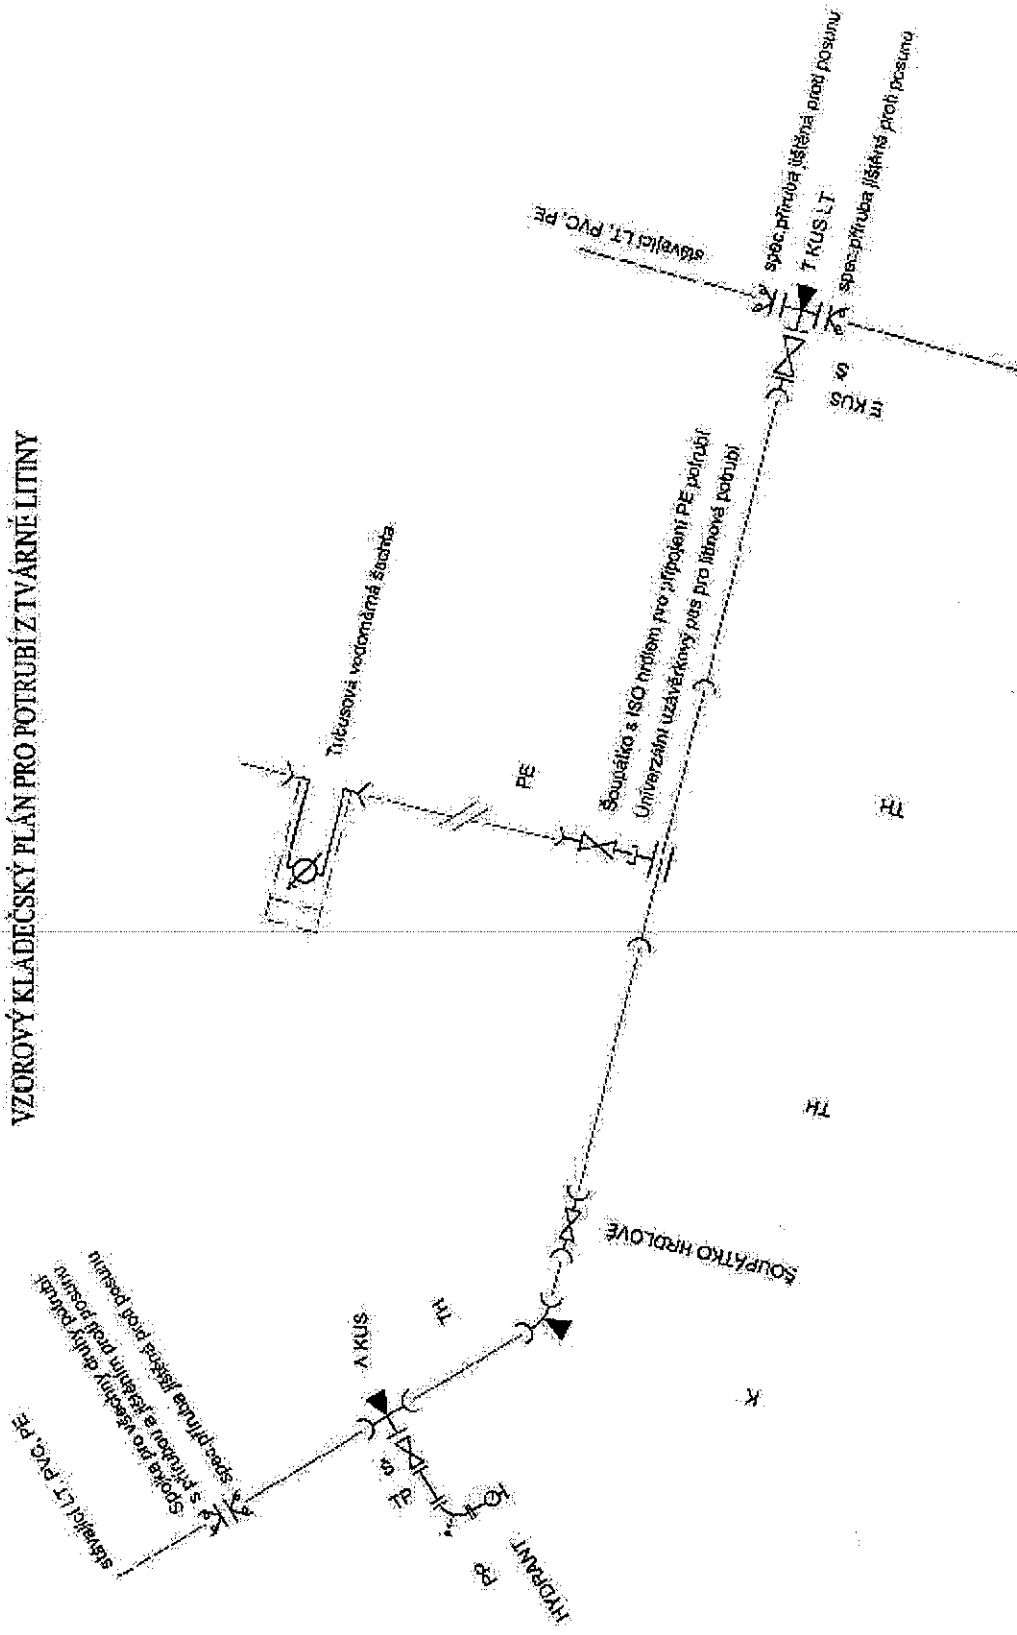 VZOROVÝ KLADEČSKÝ PLÁN PRO POTRUBÍ Z TVÁRNÉ LITINY
stávající LT, PVC, PE
Spojka pro všechny druhy potrubí
s přírubou a jištěním proti posunu
spec.příruba jištěná proti posunu
A KUS
TH
Š
TP
PP
HYDRANT
K
ŠOUPÁTKO HRDLOVÉ
TH
TH
vodoměrná šachta
PE
Šoupátko s ISO hrdlem pro připojení PE potrubí
Univerzální uzávěrkový pas pro litinové potrubí
stávající LT, PVC, PE
spec.příruba jištěná proti posunu
T KUS LT
spec.příruba jištěná proti posunu
Š
E KUS